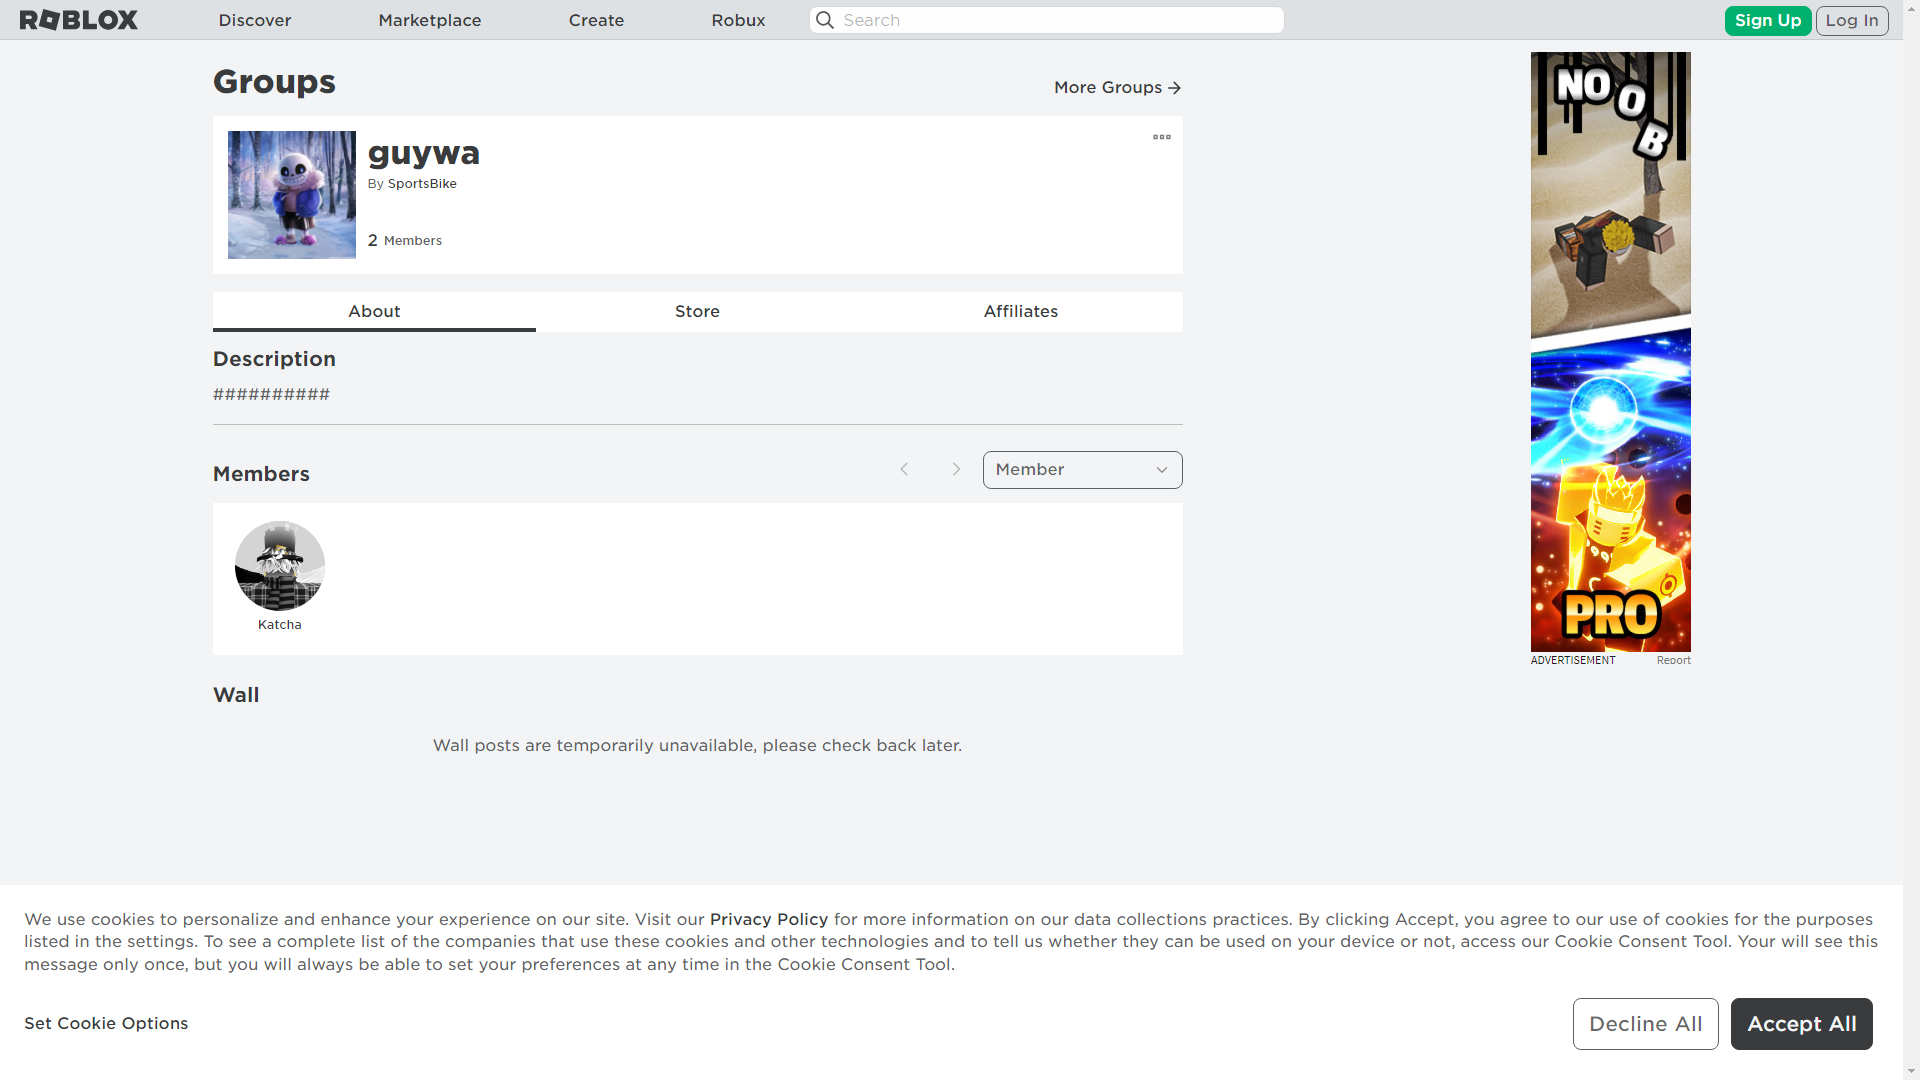 ROBLOX Discover Marketplace Create Robux Search Sign Up Log In
Groups
More Groups
guywa
By SportsBike
2 Members
About Store Affiliates
Description
##########
Members
Member
Katcha
Wall
Wall posts are temporarily unavailable, please check back later.
NOOB
PRO
ADVERTISEMENT Report
We use cookies to personalize and enhance your experience on our site. Visit our Privacy Policy for more information on our data collections practices. By clicking Accept, you agree to our use of cookies for the purposes
listed in the settings. To see a complete list of the companies that use these cookies and other technologies and to tell us whether they can be used on your device or not, access our Cookie Consent Tool. Your will see this
message only once, but you will always be able to set your preferences at any time in the Cookie Consent Tool.
Set Cookie Options
Decline All
Accept All